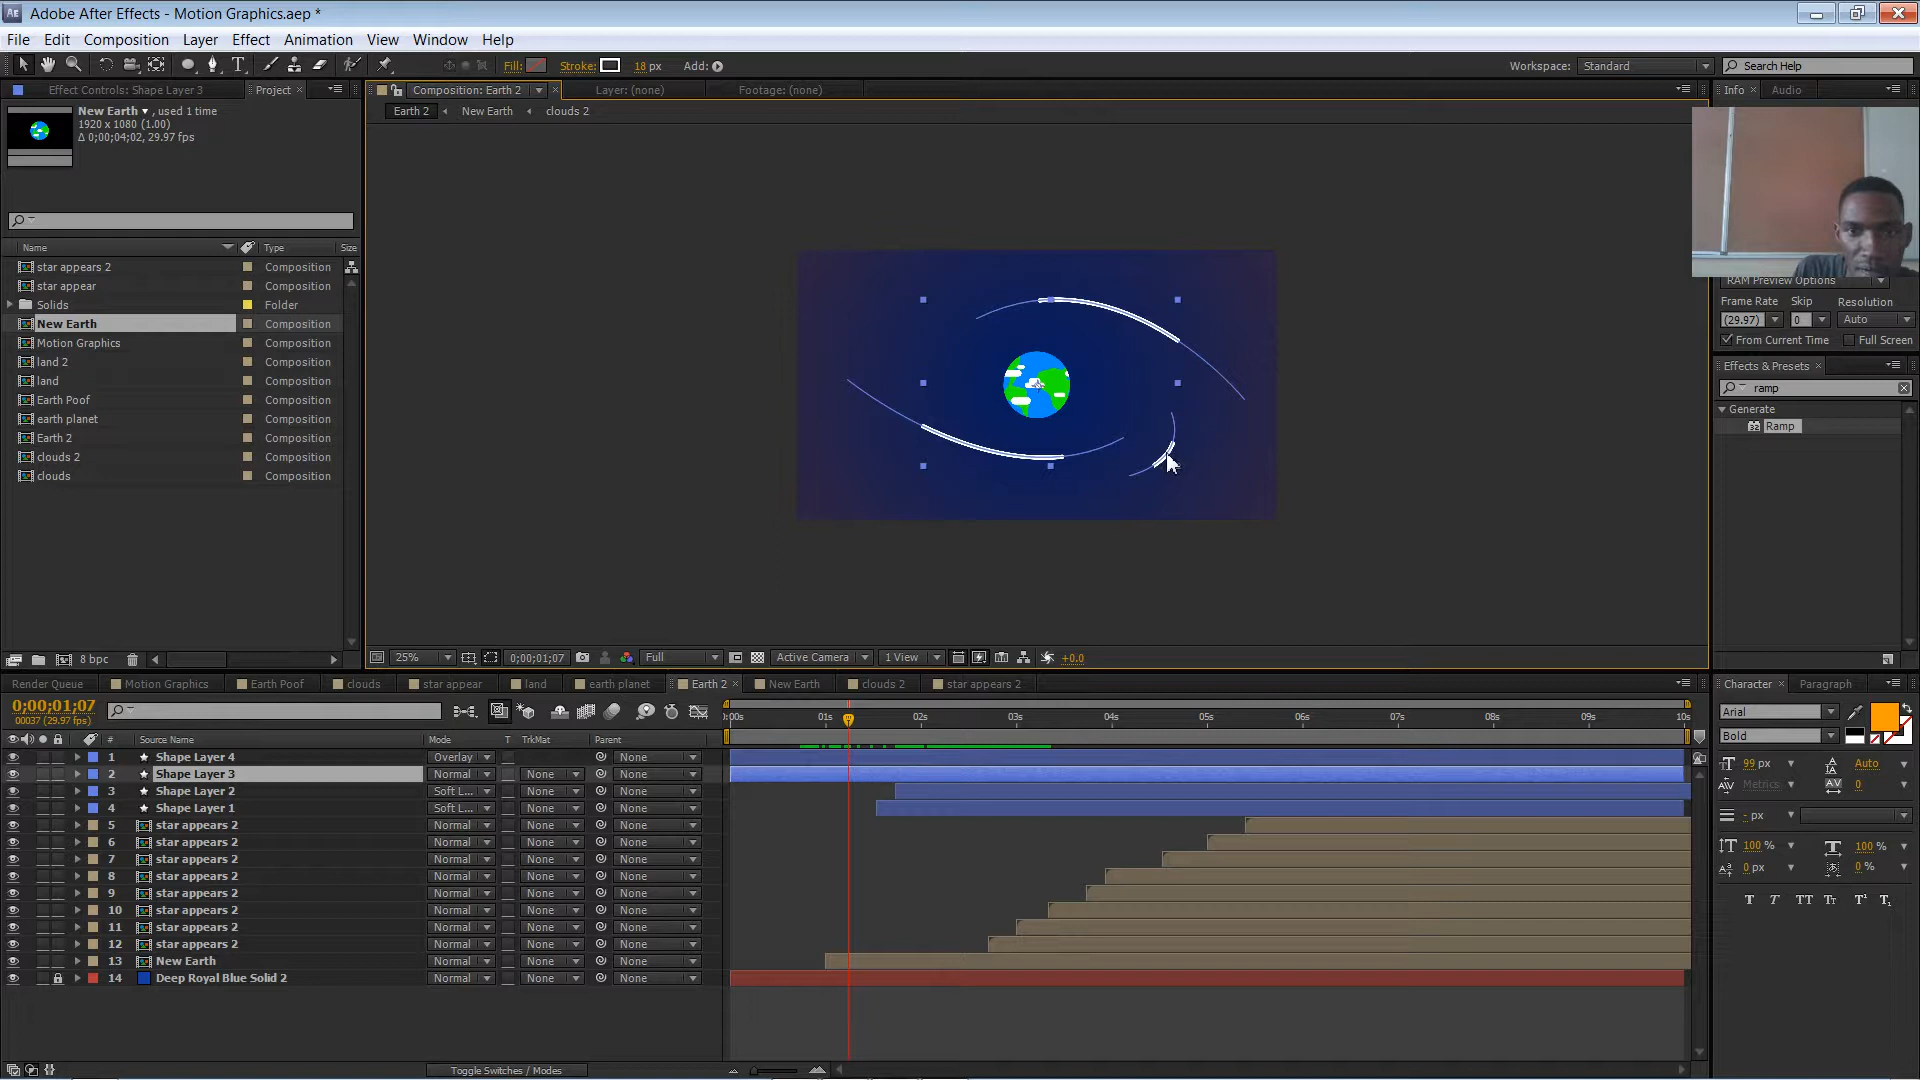 Adobe After Effects - Motion Graphics.aep *
File Edit Composition Layer Effect Animation View Window Help
Fill: Stroke: 18 px Add: Workspace: Standard Search Help
Effect Controls: Shape Layer 3 Project Composition: Earth 2 Layer: (none) Footage: (none) Info Audio
New Earth , used 1 time
1920 x 1080 (1.00)
Δ 0;00;04;02, 29.97 fps
Earth 2 New Earth clouds 2
Name Type Size
star appears 2 Composition
star appear Composition
Solids Folder
New Earth Composition
Motion Graphics Composition
land 2 Composition
land Composition
Earth Poof Composition
earth planet Composition
Earth 2 Composition
clouds 2 Composition
clouds Composition
8 bpc
25% 0;00;01;07 Full Active Camera 1 View +0.0
RAM Preview Options
Frame Rate Skip Resolution
(29.97) 0 Auto
From Current Time Full Screen
Effects & Presets
ramp
Generate
32 Ramp
Render Queue Motion Graphics Earth Poof clouds star appear land earth planet Earth 2 New Earth clouds 2 star appears 2
0;00;01;07
00037 (29.97 fps)
:00s 01s 02s 03s 04s 05s 06s 07s 08s 09s 10s
# Source Name Mode T TrkMat Parent
1 Shape Layer 4 Overlay None
2 Shape Layer 3 Normal None None
3 Shape Layer 2 Soft L... None None
4 Shape Layer 1 Soft L... None None
5 star appears 2 Normal None None
6 star appears 2 Normal None None
7 star appears 2 Normal None None
8 star appears 2 Normal None None
9 star appears 2 Normal None None
10 star appears 2 Normal None None
11 star appears 2 Normal None None
12 star appears 2 Normal None None
13 New Earth Normal None None
14 Deep Royal Blue Solid 2 Normal None None
Toggle Switches / Modes
Character Paragraph
Arial
Bold
99 px Auto
Metrics 0
- px
100 % 100 %
0 px 0 %
T T TT Tr T¹ T₁